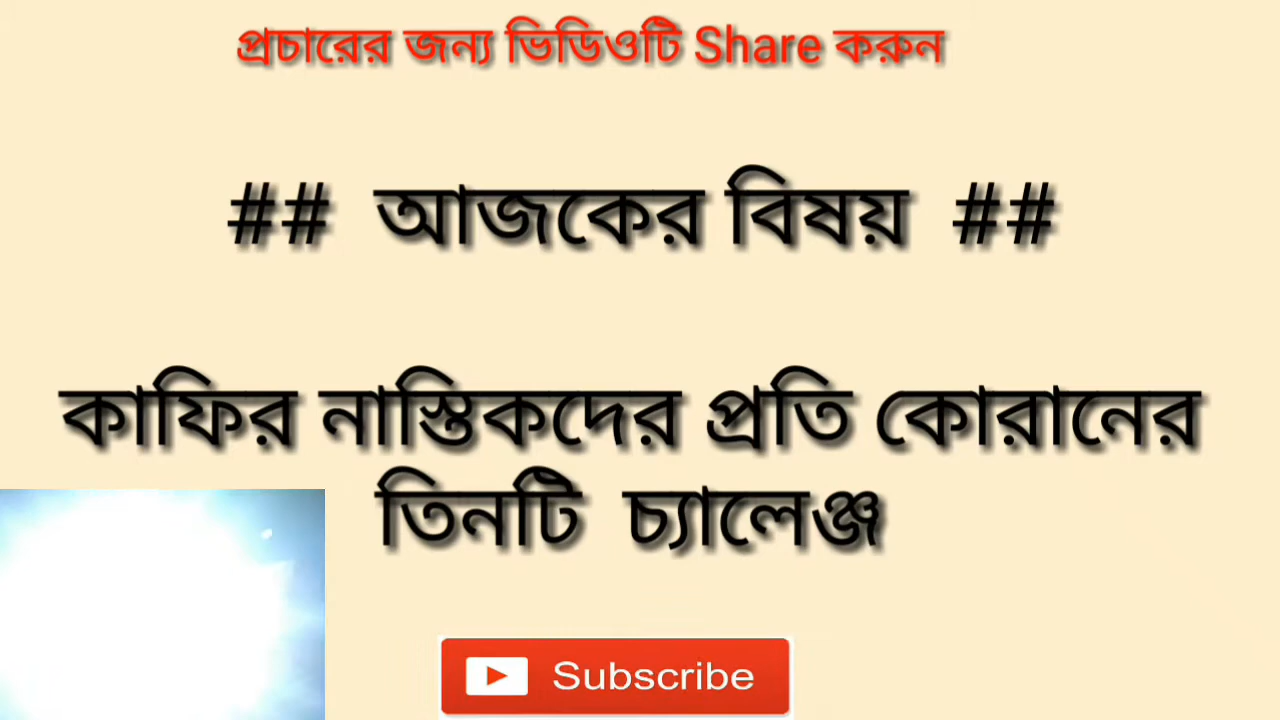 প্রচারের জন্য ভিডিওটি Share করুন
## আজকের বিষয় ##
কাফির নাস্তিকদের প্রতি কোরানের
তিনটি চ্যালেঞ্জ
Subscribe